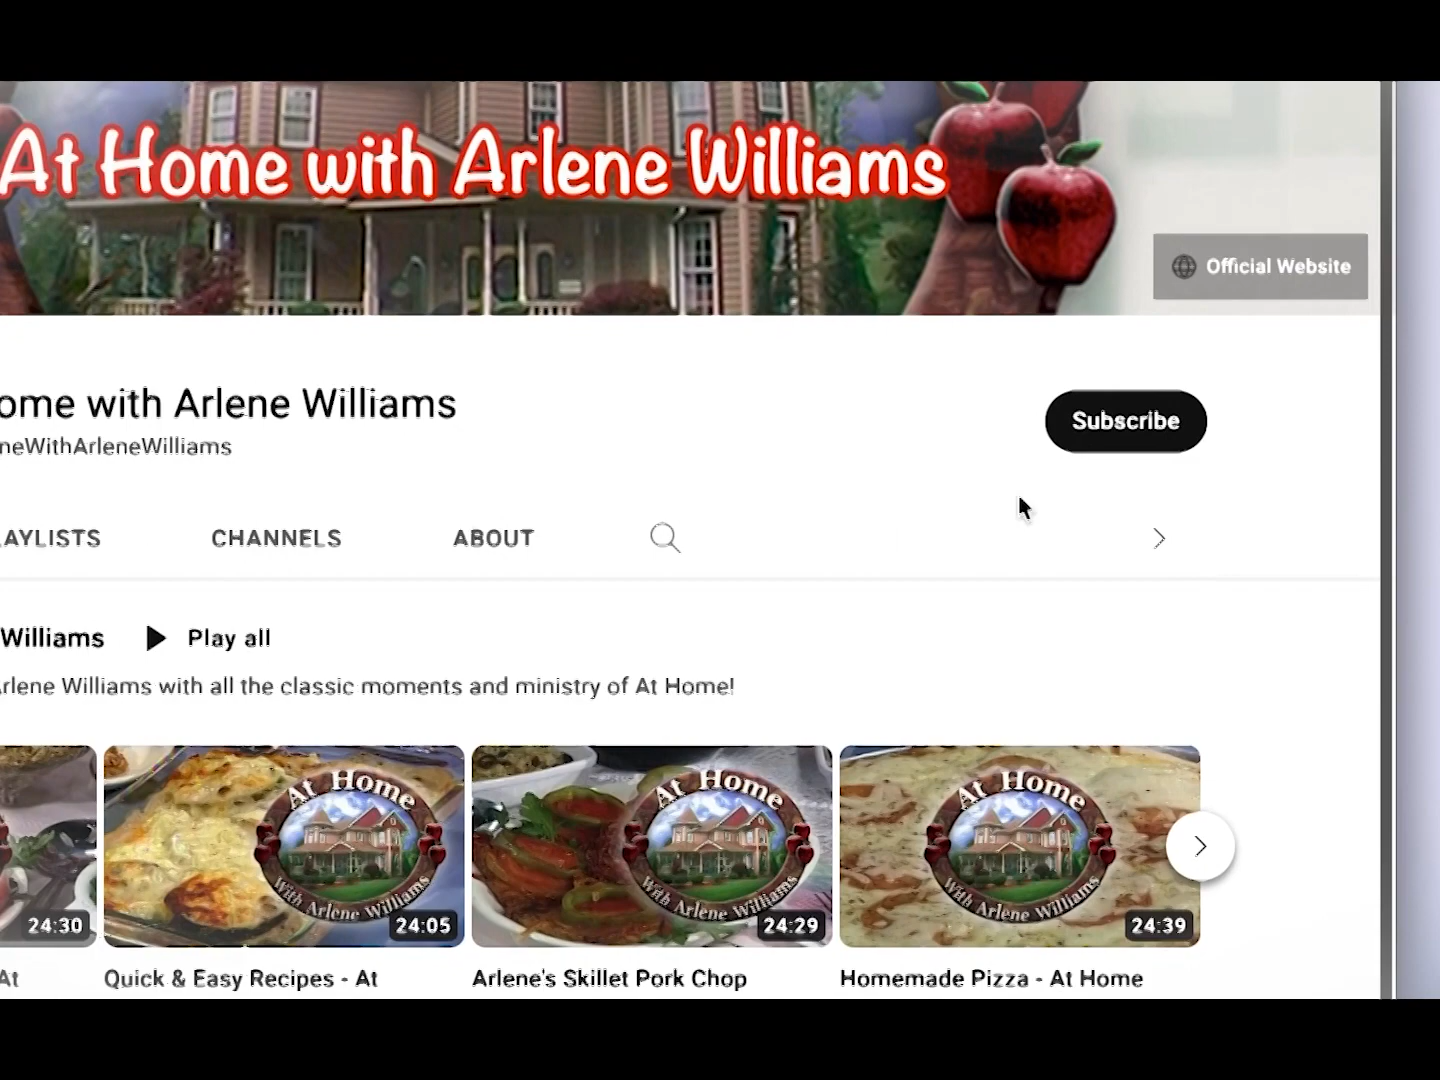 At Home with Arlene Williams
Official Website
ome with Arlene Williams
neWithArleneWilliams
Subscribe
AYLISTS CHANNELS ABOUT
Williams Play all
rlene Williams with all the classic moments and ministry of At Home!
At Home
With Arlene Williams
At Home
With Arlene Williams
At Home
With Arlene Williams
24:30 24:05 24:29 24:39
At Quick & Easy Recipes - At Arlene's Skillet Pork Chop Homemade Pizza - At Home